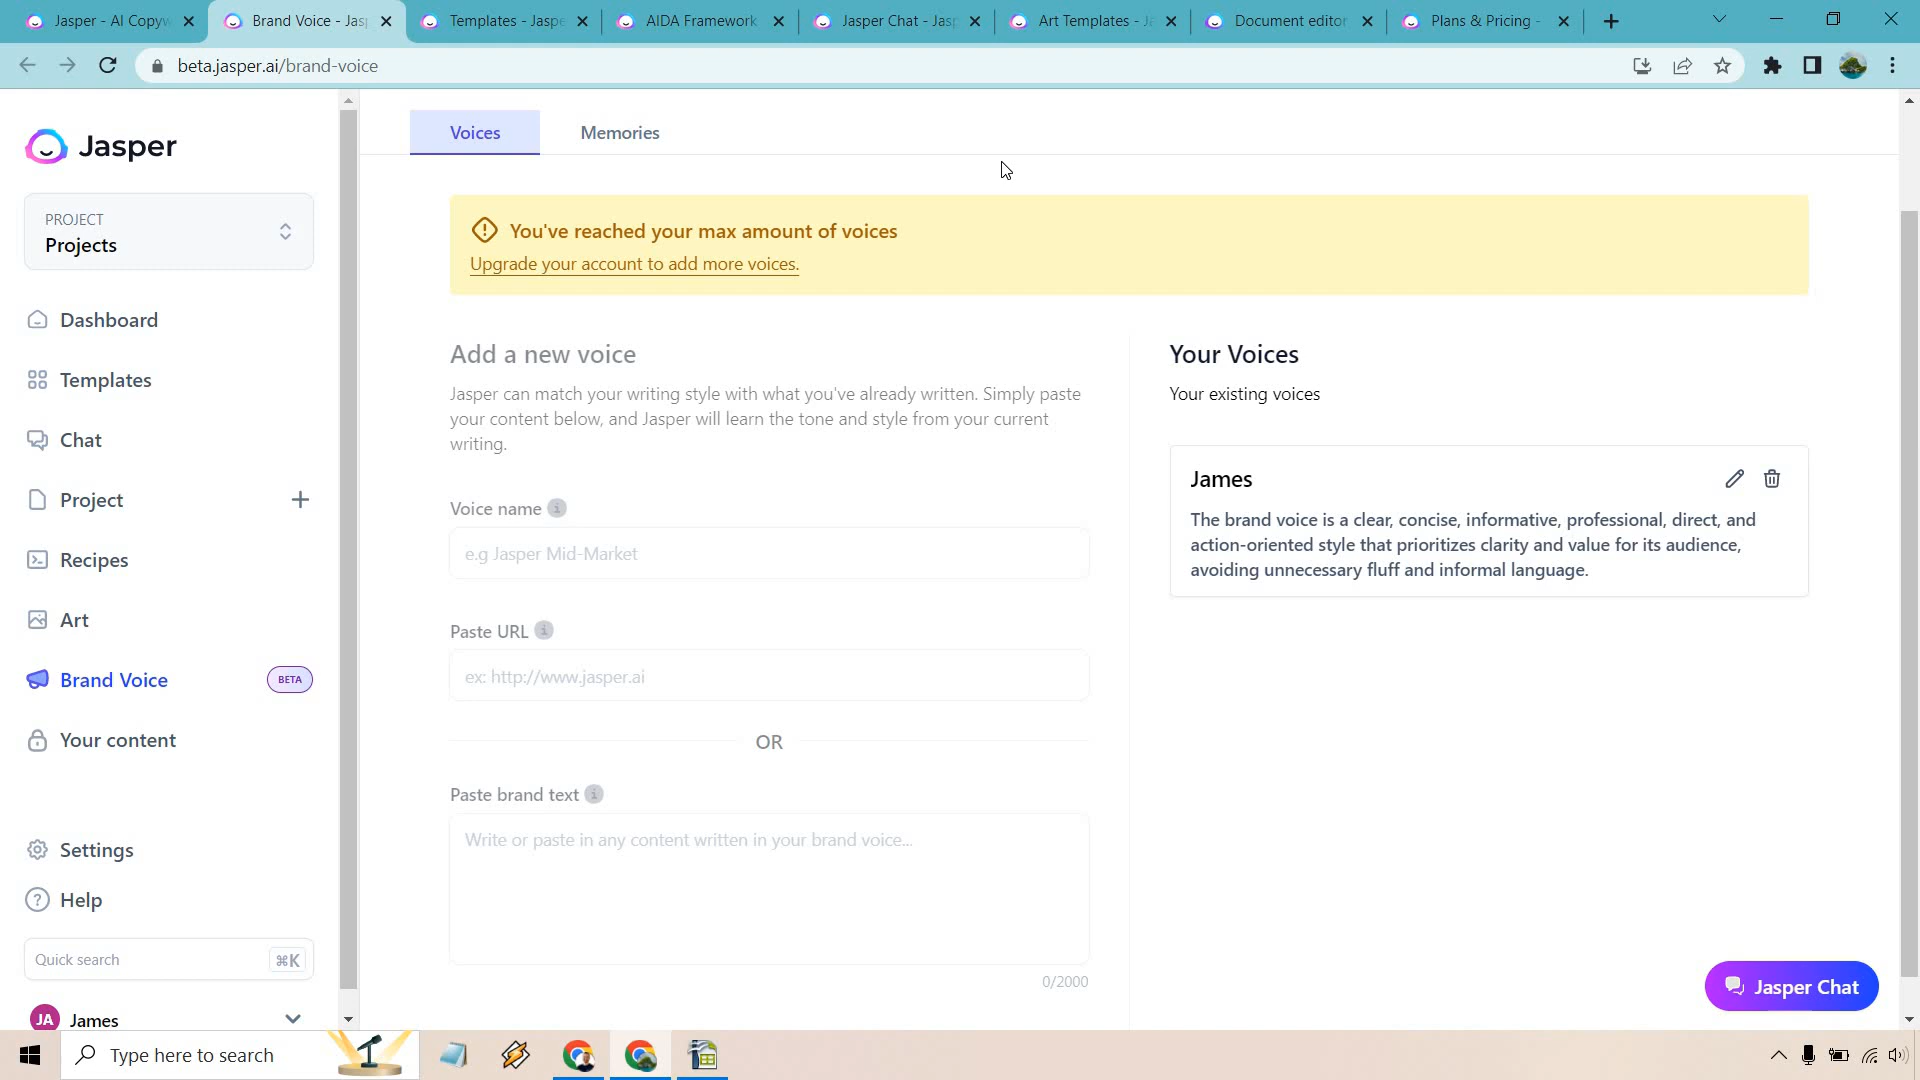 Jasper - AI Copyw
Brand Voice - Jas
Templates - Jaspe
AIDA Framework
Jasper Chat - Jasp
Art Templates - Ja
Document editor
Plans & Pricing -
beta.jasper.ai/brand-voice
Jasper
PROJECT
Projects
Dashboard
Templates
Chat
Project
Recipes
Art
Brand Voice
BETA
Your content
Settings
Help
Quick search
⌘K
JA
James
Voices
Memories
You've reached your max amount of voices
Upgrade your account to add more voices.
Add a new voice
Jasper can match your writing style with what you've already written. Simply paste
your content below, and Jasper will learn the tone and style from your current
writing.
Voice name
e.g Jasper Mid-Market
Paste URL
ex: http://www.jasper.ai
OR
Paste brand text
Write or paste in any content written in your brand voice...
0/2000
Your Voices
Your existing voices
James
The brand voice is a clear, concise, informative, professional, direct, and
action-oriented style that prioritizes clarity and value for its audience,
avoiding unnecessary fluff and informal language.
Jasper Chat
Type here to search